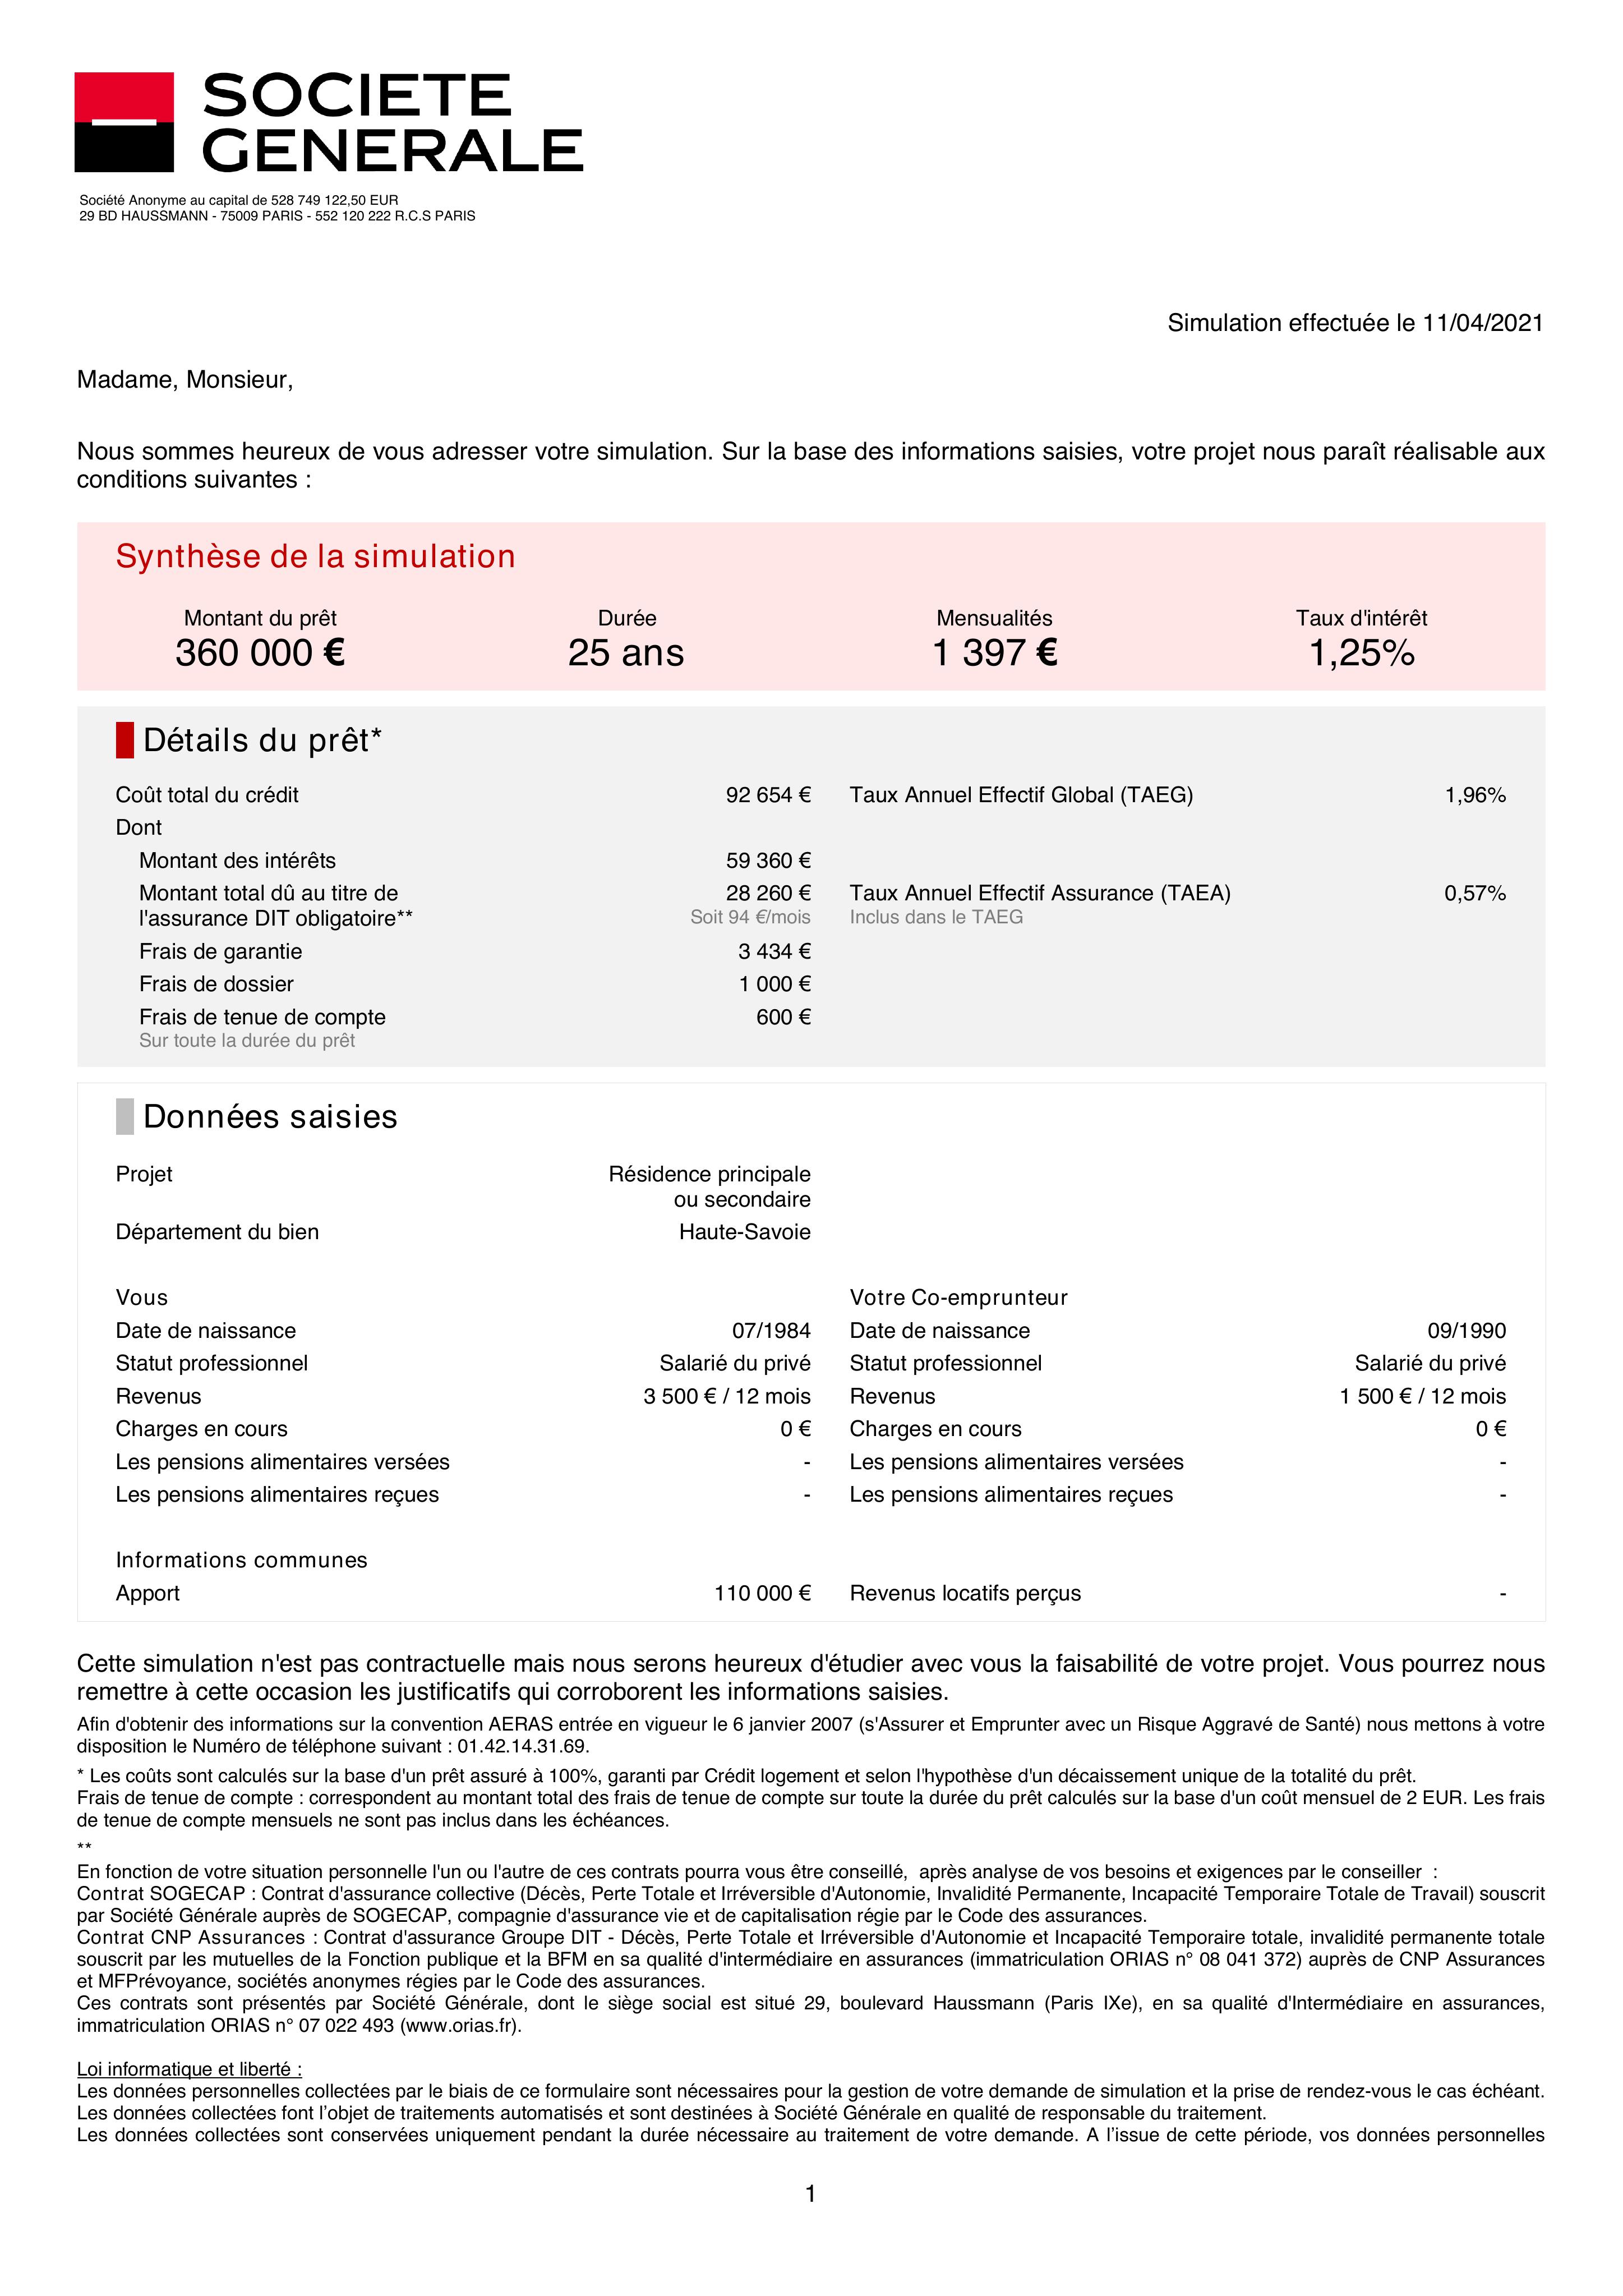 SOCIETE
GENERALE
Société Anonyme au capital de 528 749 122,50 EUR
29 BD HAUSSMANN - 75009 PARIS - 552 120 222 R.C.S PARIS
Simulation effectuée le 11/04/2021
Madame, Monsieur,
Nous sommes heureux de vous adresser votre simulation. Sur la base des informations saisies, votre projet nous paraît réalisable aux
conditions suivantes :
Synthèse de la simulation
Montant du prêt Durée Mensualités Taux d'intérêt
360 000 € 25 ans 1 397 € 1,25%
Détails du prêt*
Coût total du crédit 92 654 € Taux Annuel Effectif Global (TAEG) 1,96%
Dont
Montant des intérêts 59 360 €
Montant total dû au titre de 28 260 € Taux Annuel Effectif Assurance (TAEA) 0,57%
l'assurance DIT obligatoire** Soit 94 €/mois Inclus dans le TAEG
Frais de garantie 3 434 €
Frais de dossier 1 000 €
Frais de tenue de compte 600 €
Sur toute la durée du prêt
Données saisies
Projet Résidence principale
ou secondaire
Département du bien Haute-Savoie
Vous Votre Co-emprunteur
Date de naissance 07/1984 Date de naissance 09/1990
Statut professionnel Salarié du privé Statut professionnel Salarié du privé
Revenus 3 500 € / 12 mois Revenus 1 500 € / 12 mois
Charges en cours 0 € Charges en cours 0 €
Les pensions alimentaires versées - Les pensions alimentaires versées -
Les pensions alimentaires reçues - Les pensions alimentaires reçues -
Informations communes
Apport 110 000 € Revenus locatifs perçus -
Cette simulation n'est pas contractuelle mais nous serons heureux d'étudier avec vous la faisabilité de votre projet. Vous pourrez nous
remettre à cette occasion les justificatifs qui corroborent les informations saisies.
Afin d'obtenir des informations sur la convention AERAS entrée en vigueur le 6 janvier 2007 (s'Assurer et Emprunter avec un Risque Aggravé de Santé) nous mettons à votre
disposition le Numéro de téléphone suivant : 01.42.14.31.69.
* Les coûts sont calculés sur la base d'un prêt assuré à 100%, garanti par Crédit logement et selon l'hypothèse d'un décaissement unique de la totalité du prêt.
Frais de tenue de compte : correspondent au montant total des frais de tenue de compte sur toute la durée du prêt calculés sur la base d'un coût mensuel de 2 EUR. Les frais
de tenue de compte mensuels ne sont pas inclus dans les échéances.
**
En fonction de votre situation personnelle l'un ou l'autre de ces contrats pourra vous être conseillé, après analyse de vos besoins et exigences par le conseiller :
Contrat SOGECAP : Contrat d'assurance collective (Décès, Perte Totale et Irréversible d'Autonomie, Invalidité Permanente, Incapacité Temporaire Totale de Travail) souscrit
par Société Générale auprès de SOGECAP, compagnie d'assurance vie et de capitalisation régie par le Code des assurances.
Contrat CNP Assurances : Contrat d'assurance Groupe DIT - Décès, Perte Totale et Irréversible d'Autonomie et Incapacité Temporaire totale, invalidité permanente totale
souscrit par les mutuelles de la Fonction publique et la BFM en sa qualité d'intermédiaire en assurances (immatriculation ORIAS n° 08 041 372) auprès de CNP Assurances
et MFPrévoyance, sociétés anonymes régies par le Code des assurances.
Ces contrats sont présentés par Société Générale, dont le siège social est situé 29, boulevard Haussmann (Paris IXe), en sa qualité d'Intermédiaire en assurances,
immatriculation ORIAS n° 07 022 493 (www.orias.fr).
Loi informatique et liberté :
Les données personnelles collectées par le biais de ce formulaire sont nécessaires pour la gestion de votre demande de simulation et la prise de rendez-vous le cas échéant.
Les données collectées font l’objet de traitements automatisés et sont destinées à Société Générale en qualité de responsable du traitement.
Les données collectées sont conservées uniquement pendant la durée nécessaire au traitement de votre demande. A l’issue de cette période, vos données personnelles
1